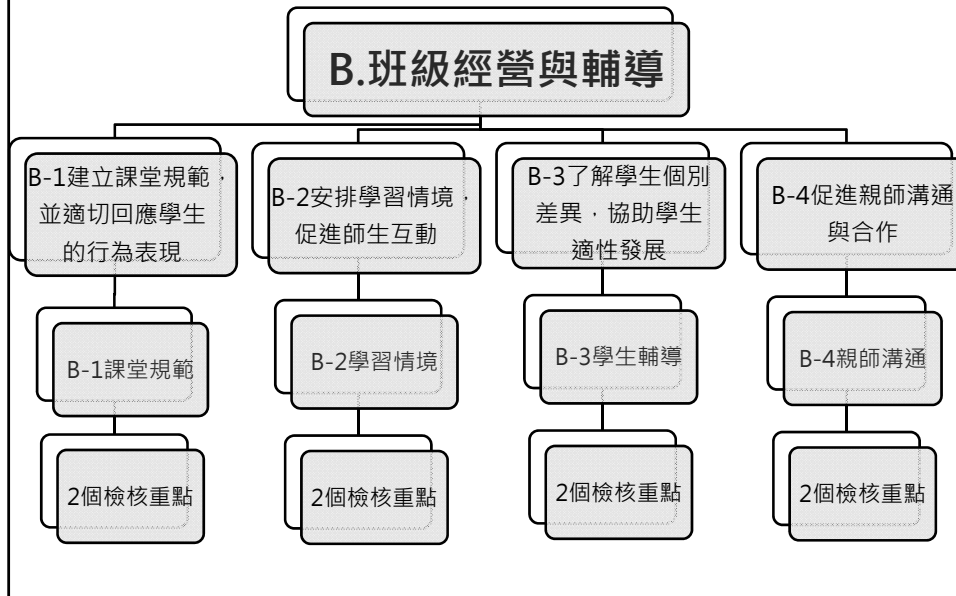 B.班級經營與輔導
B-1建立課堂規範，
並適切回應學生
的行為表現
B-2安排學習情境，
促進師生互動
B-3了解學生個別
差異，協助學生
適性發展
B-4促進親師溝通
與合作
B-1課堂規範
B-2學習情境
B-3學生輔導
B-4親師溝通
2個檢核重點
2個檢核重點
2個檢核重點
2個檢核重點